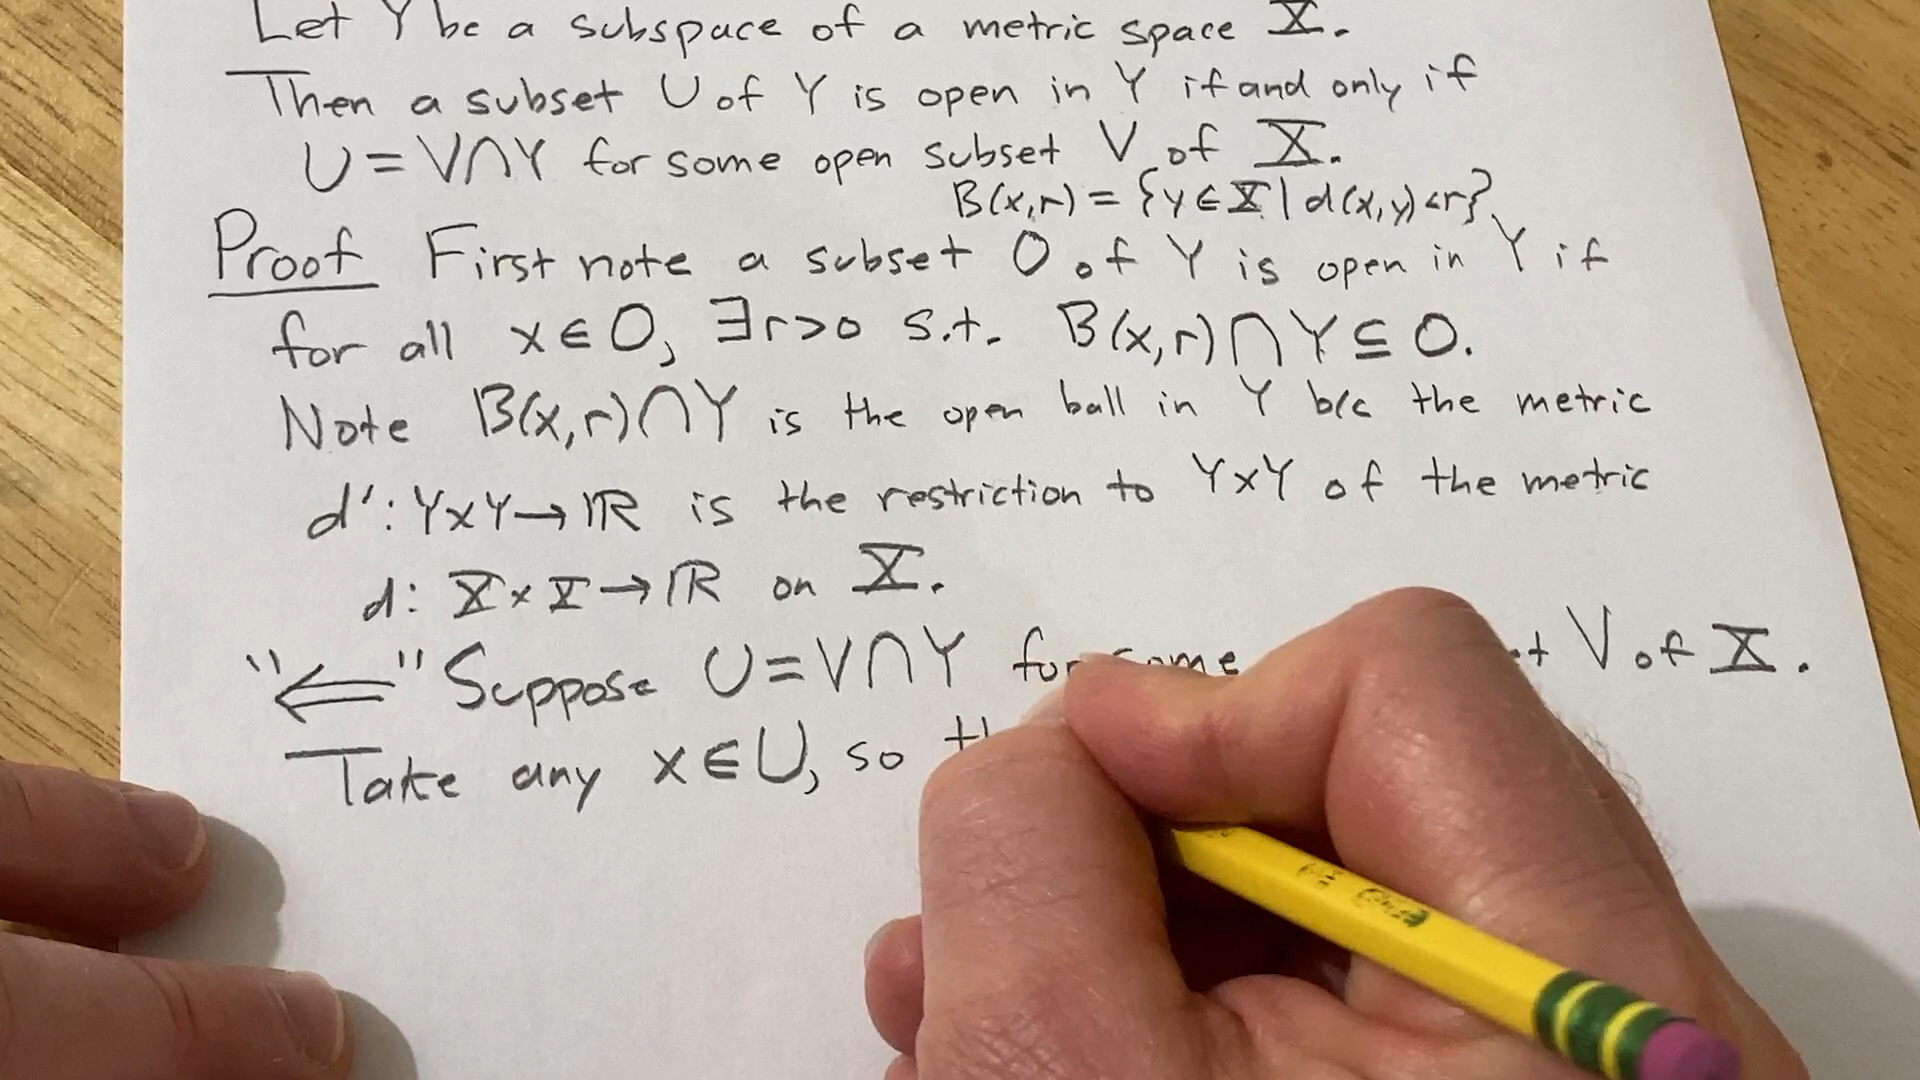 Let Y be a subspace of a metric space X.
Then a subset U of Y is open in Y if and only if
U = V∩Y for some open subset V of X.
B(x,r) = {y ∈ X | d(x,y) < r}
Proof First note a subset O of Y is open in Y if
for all x ∈ O, ∃r>0 s.t. B(x,r)∩Y ⊆ O.
Note B(x,r)∩Y is the open ball in Y b/c the metric
d': Y×Y→ℝ is the restriction to Y×Y of the metric
d: X×X→ℝ on X.
"⟸" Suppose U = V∩Y for some V of X.
Take any x ∈ U, so